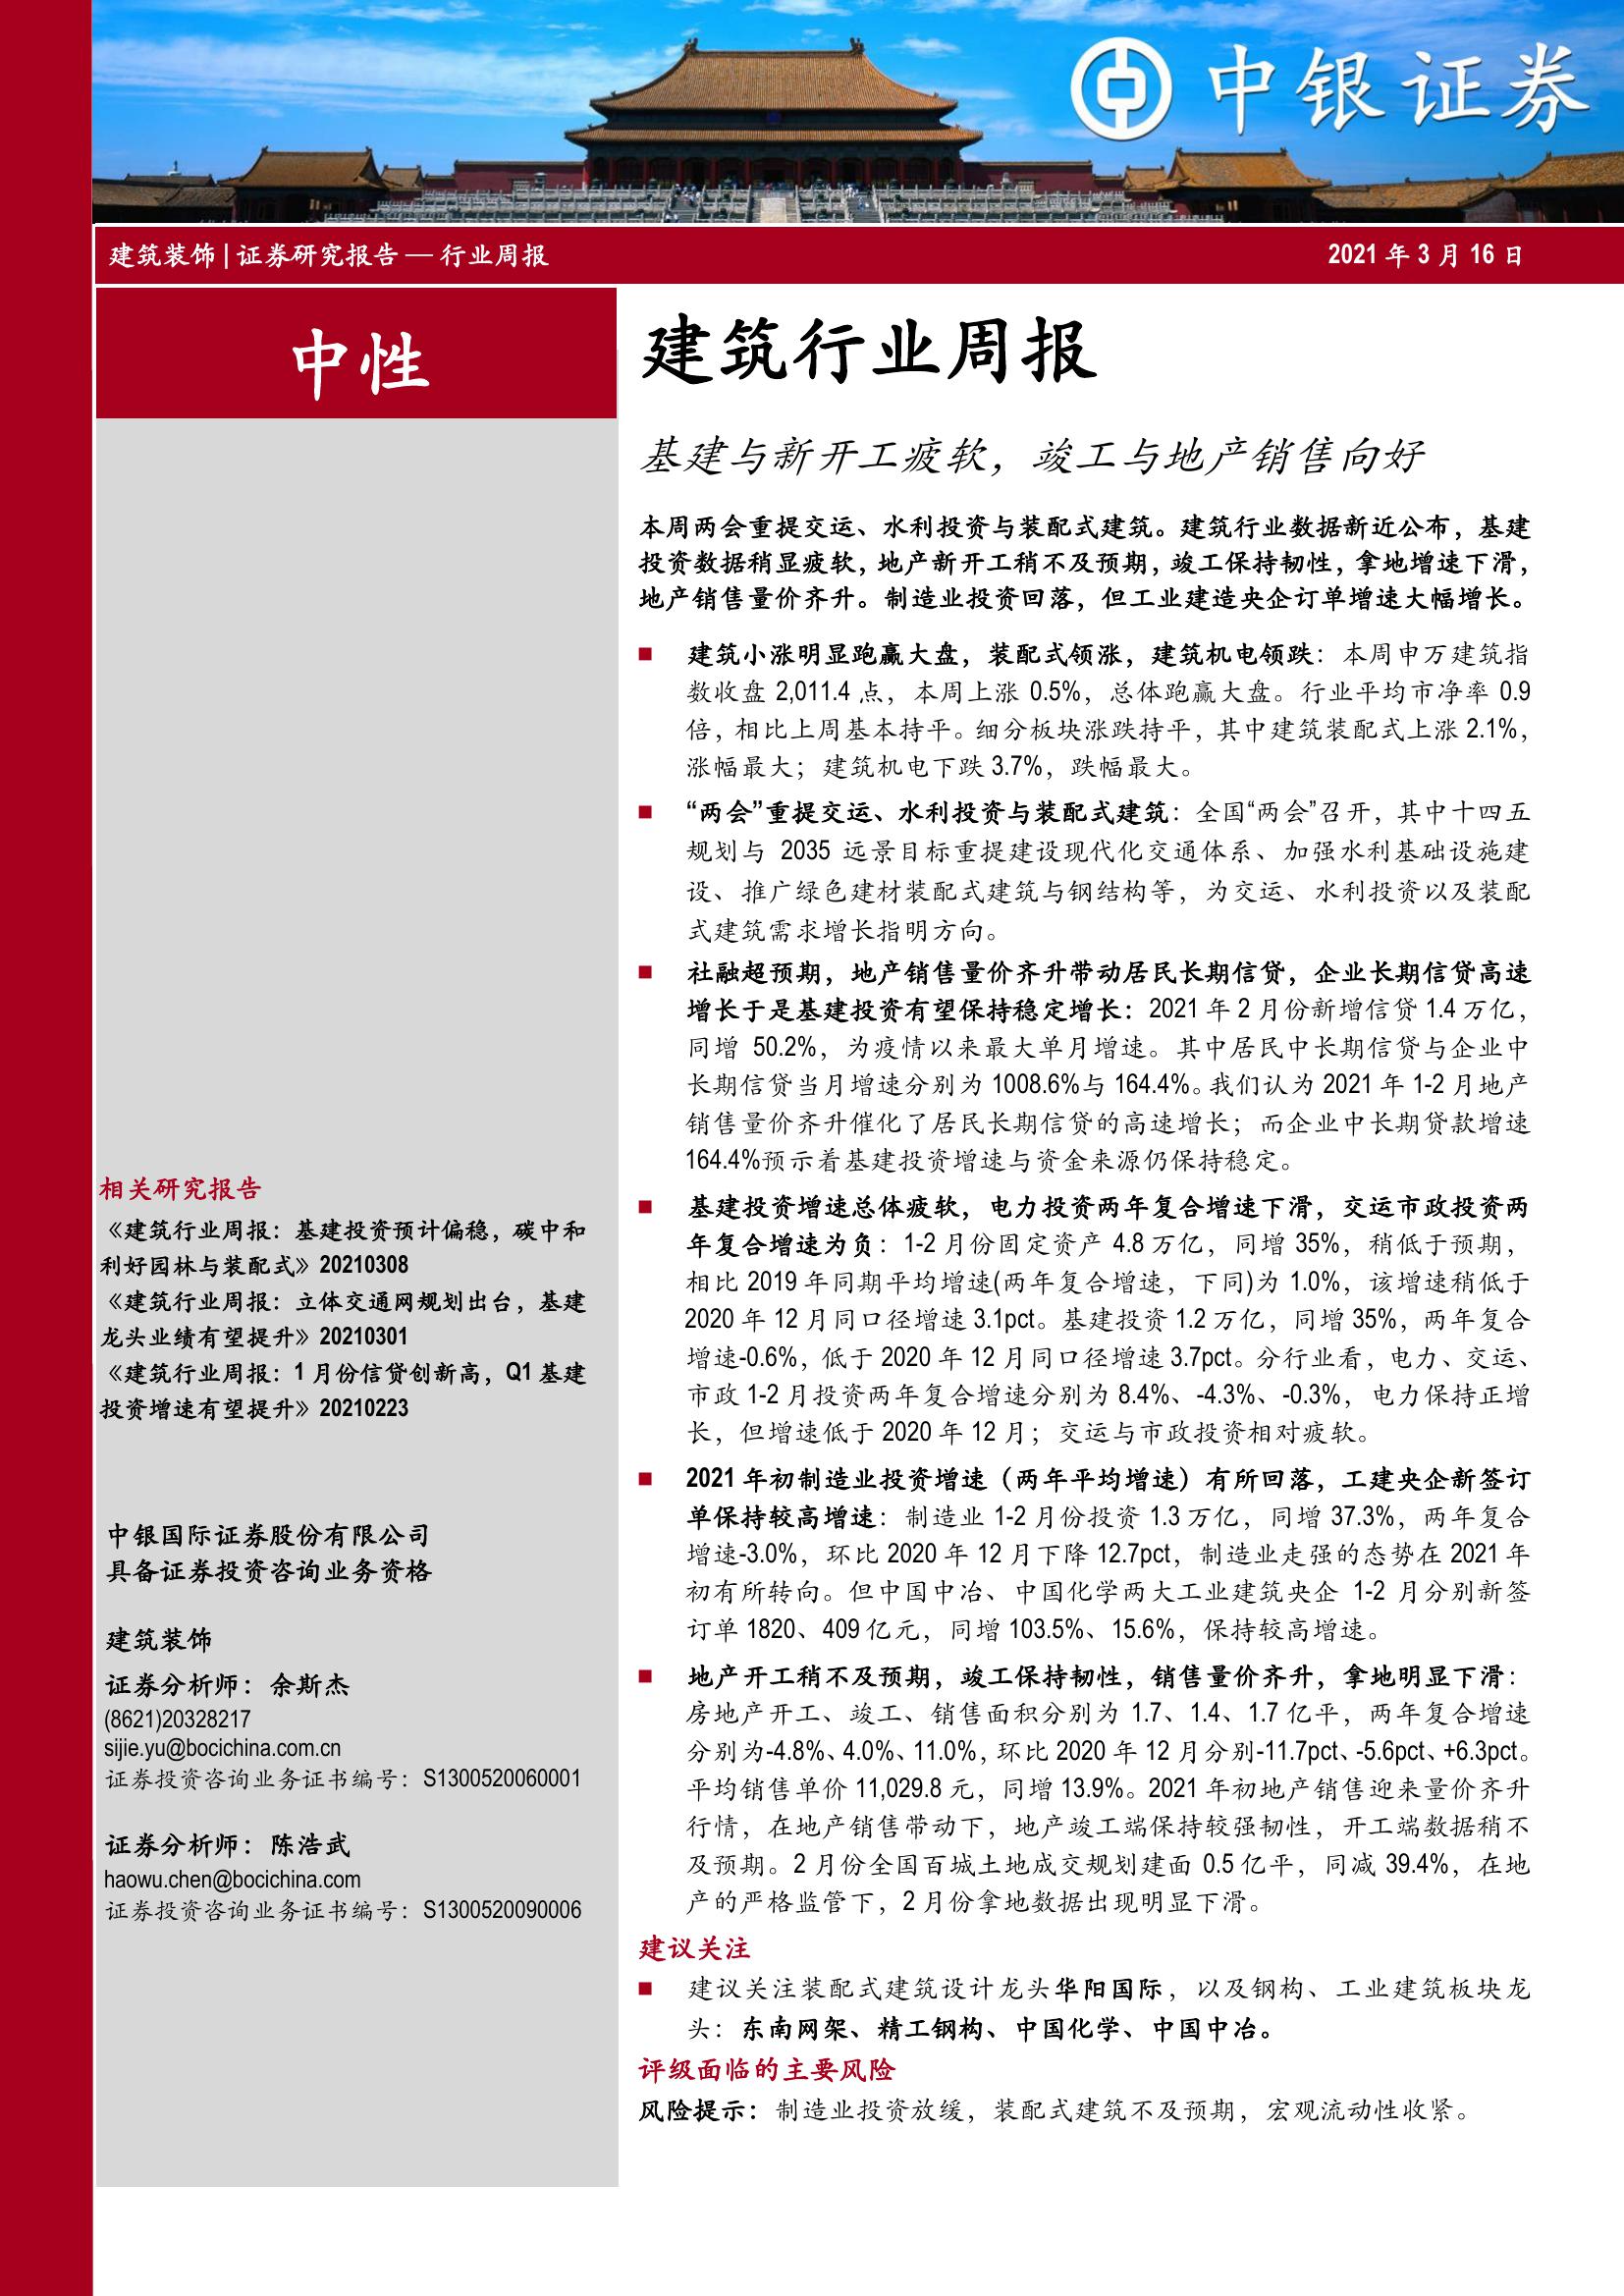 中银证券
建筑装饰 | 证券研究报告 — 行业周报
2021 年 3 月 16 日
中性
建筑行业周报
基建与新开工疲软，竣工与地产销售向好
本周两会重提交运、水利投资与装配式建筑。建筑行业数据新近公布，基建
投资数据稍显疲软，地产新开工稍不及预期，竣工保持韧性，拿地增速下滑，
地产销售量价齐升。制造业投资回落，但工业建造央企订单增速大幅增长。
■ 建筑小涨明显跑赢大盘，装配式领涨，建筑机电领跌：本周申万建筑指
数收盘 2,011.4 点，本周上涨 0.5%，总体跑赢大盘。行业平均市净率 0.9
倍，相比上周基本持平。细分板块涨跌持平，其中建筑装配式上涨 2.1%，
涨幅最大；建筑机电下跌 3.7%，跌幅最大。
■ “两会”重提交运、水利投资与装配式建筑：全国“两会”召开，其中十四五
规划与 2035 远景目标重提建设现代化交通体系、加强水利基础设施建
设、推广绿色建材装配式建筑与钢结构等，为交运、水利投资以及装配
式建筑需求增长指明方向。
■ 社融超预期，地产销售量价齐升带动居民长期信贷，企业长期信贷高速
增长于是基建投资有望保持稳定增长：2021 年 2 月份新增信贷 1.4 万亿，
同增 50.2%，为疫情以来最大单月增速。其中居民中长期信贷与企业中
长期信贷当月增速分别为 1008.6%与 164.4%。我们认为 2021 年 1-2 月地产
销售量价齐升催化了居民长期信贷的高速增长；而企业中长期贷款增速
164.4%预示着基建投资增速与资金来源仍保持稳定。
■ 基建投资增速总体疲软，电力投资两年复合增速下滑，交运市政投资两
年复合增速为负：1-2 月份固定资产 4.8 万亿，同增 35%，稍低于预期，
相比 2019 年同期平均增速(两年复合增速，下同)为 1.0%，该增速稍低于
2020 年 12 月同口径增速 3.1pct。基建投资 1.2 万亿，同增 35%，两年复合
增速-0.6%，低于 2020 年 12 月同口径增速 3.7pct。分行业看，电力、交运、
市政 1-2 月投资两年复合增速分别为 8.4%、-4.3%、-0.3%，电力保持正增
长，但增速低于 2020 年 12 月；交运与市政投资相对疲软。
■ 2021 年初制造业投资增速（两年平均增速）有所回落，工建央企新签订
单保持较高增速：制造业 1-2 月份投资 1.3 万亿，同增 37.3%，两年复合
增速-3.0%，环比 2020 年 12 月下降 12.7pct，制造业走强的态势在 2021 年
初有所转向。但中国中冶、中国化学两大工业建筑央企 1-2 月分别新签
订单 1820、409 亿元，同增 103.5%、15.6%，保持较高增速。
■ 地产开工稍不及预期，竣工保持韧性，销售量价齐升，拿地明显下滑：
房地产开工、竣工、销售面积分别为 1.7、1.4、1.7 亿平，两年复合增速
分别为-4.8%、4.0%、11.0%，环比 2020 年 12 月分别-11.7pct、-5.6pct、+6.3pct。
平均销售单价 11,029.8 元，同增 13.9%。2021 年初地产销售迎来量价齐升
行情，在地产销售带动下，地产竣工端保持较强韧性，开工端数据稍不
及预期。2 月份全国百城土地成交规划建面 0.5 亿平，同减 39.4%，在地
产的严格监管下，2 月份拿地数据出现明显下滑。
建议关注
■ 建议关注装配式建筑设计龙头华阳国际，以及钢构、工业建筑板块龙
头：东南网架、精工钢构、中国化学、中国中冶。
评级面临的主要风险
风险提示：制造业投资放缓，装配式建筑不及预期，宏观流动性收紧。
相关研究报告
《建筑行业周报：基建投资预计偏稳，碳中和
利好园林与装配式》20210308
《建筑行业周报：立体交通网规划出台，基建
龙头业绩有望提升》20210301
《建筑行业周报：1 月份信贷创新高，Q1 基建
投资增速有望提升》20210223
中银国际证券股份有限公司
具备证券投资咨询业务资格
建筑装饰
证券分析师：余斯杰
(8621)20328217
sijie.yu@bocichina.com.cn
证券投资咨询业务证书编号：S1300520060001
证券分析师：陈浩武
haowu.chen@bocichina.com
证券投资咨询业务证书编号：S1300520090006